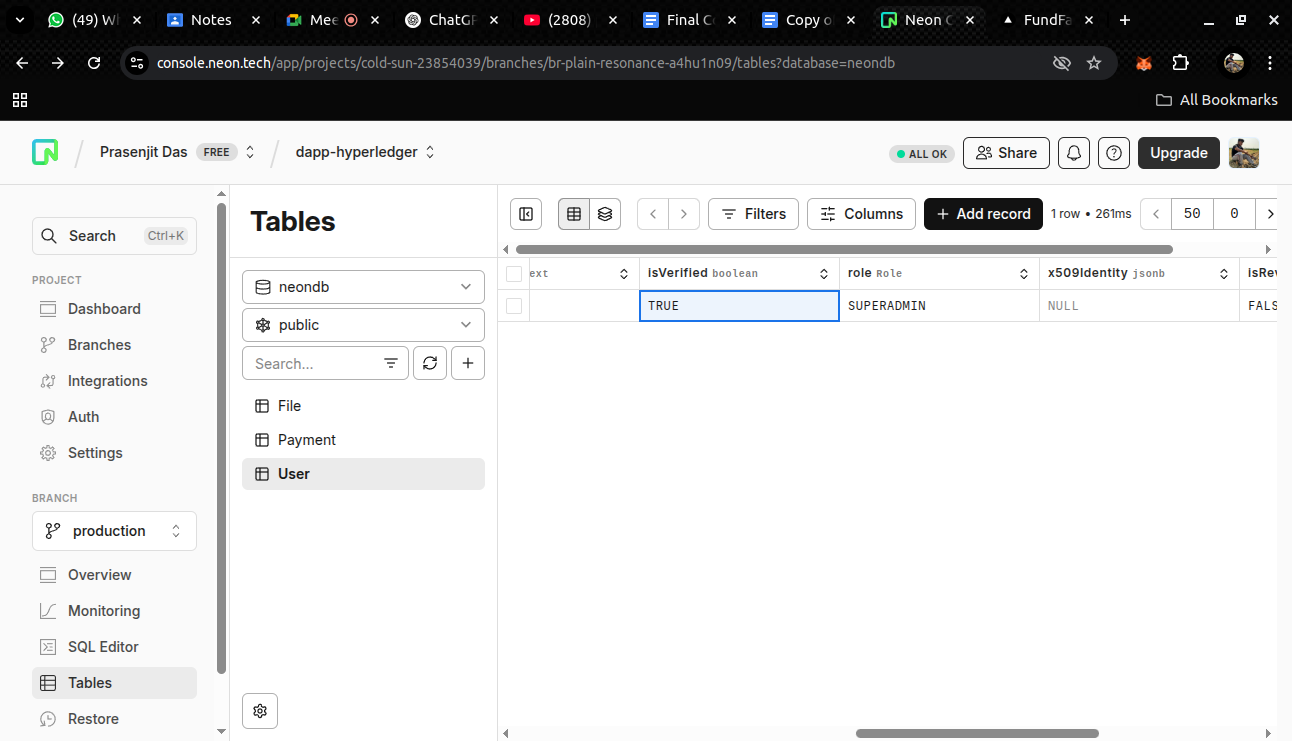 (49) Wh
Notes
Mee
ChatGP
(2808)
Final C
Copy o
Neon C
FundFa
console.neon.tech/app/projects/cold-sun-23854039/branches/br-plain-resonance-a4hu1n09/tables?database=neondb
All Bookmarks
Prasenjit Das FREE
dapp-hyperledger
ALL OK
Share
Upgrade
Search Ctrl+K
PROJECT
Dashboard
Branches
Integrations
Auth
Settings
BRANCH
production
Overview
Monitoring
SQL Editor
Tables
Restore
Tables
neondb
public
Search...
File
Payment
User
Filters
Columns
Add record
1 row • 261ms
50
0
ext
isVerified boolean
role Role
x509Identity jsonb
isRev
TRUE
SUPERADMIN
NULL
FALS